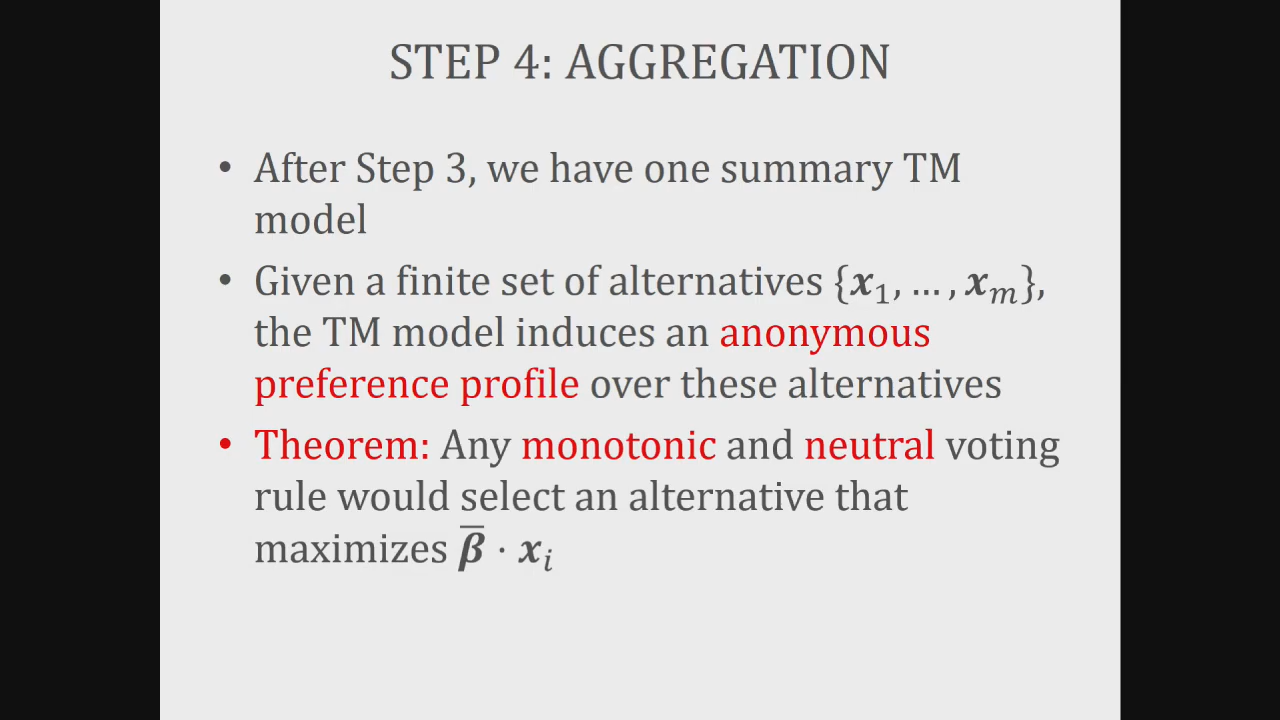 STEP 4: AGGREGATION
• After Step 3, we have one summary TM
model
• Given a finite set of alternatives {𝒙₁, … , 𝒙ₘ},
the TM model induces an anonymous
preference profile over these alternatives
• Theorem: Any monotonic and neutral voting
rule would select an alternative that
maximizes 𝜷̅ · 𝒙ᵢ